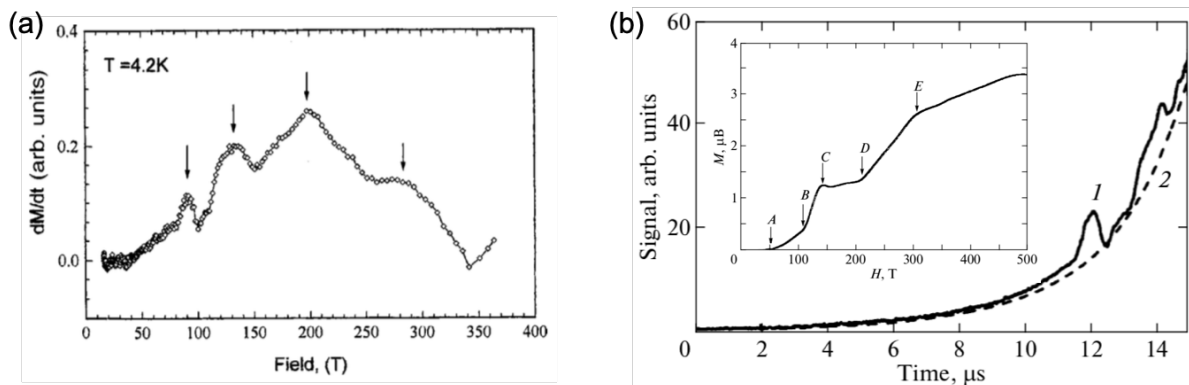 (a)
0.4
T =4.2K
0.2
0.0
dM/dt (arb. units)
0 50 100 150 200 250 300 350 400
Field, (T)
(b)
60
40
20
Signal, arb. units
4
3
2
1
M, μB
A
B
C
D
E
0 100 200 300 400 500
H, T
1
2
0 2 4 6 8 10 12 14
Time, μs